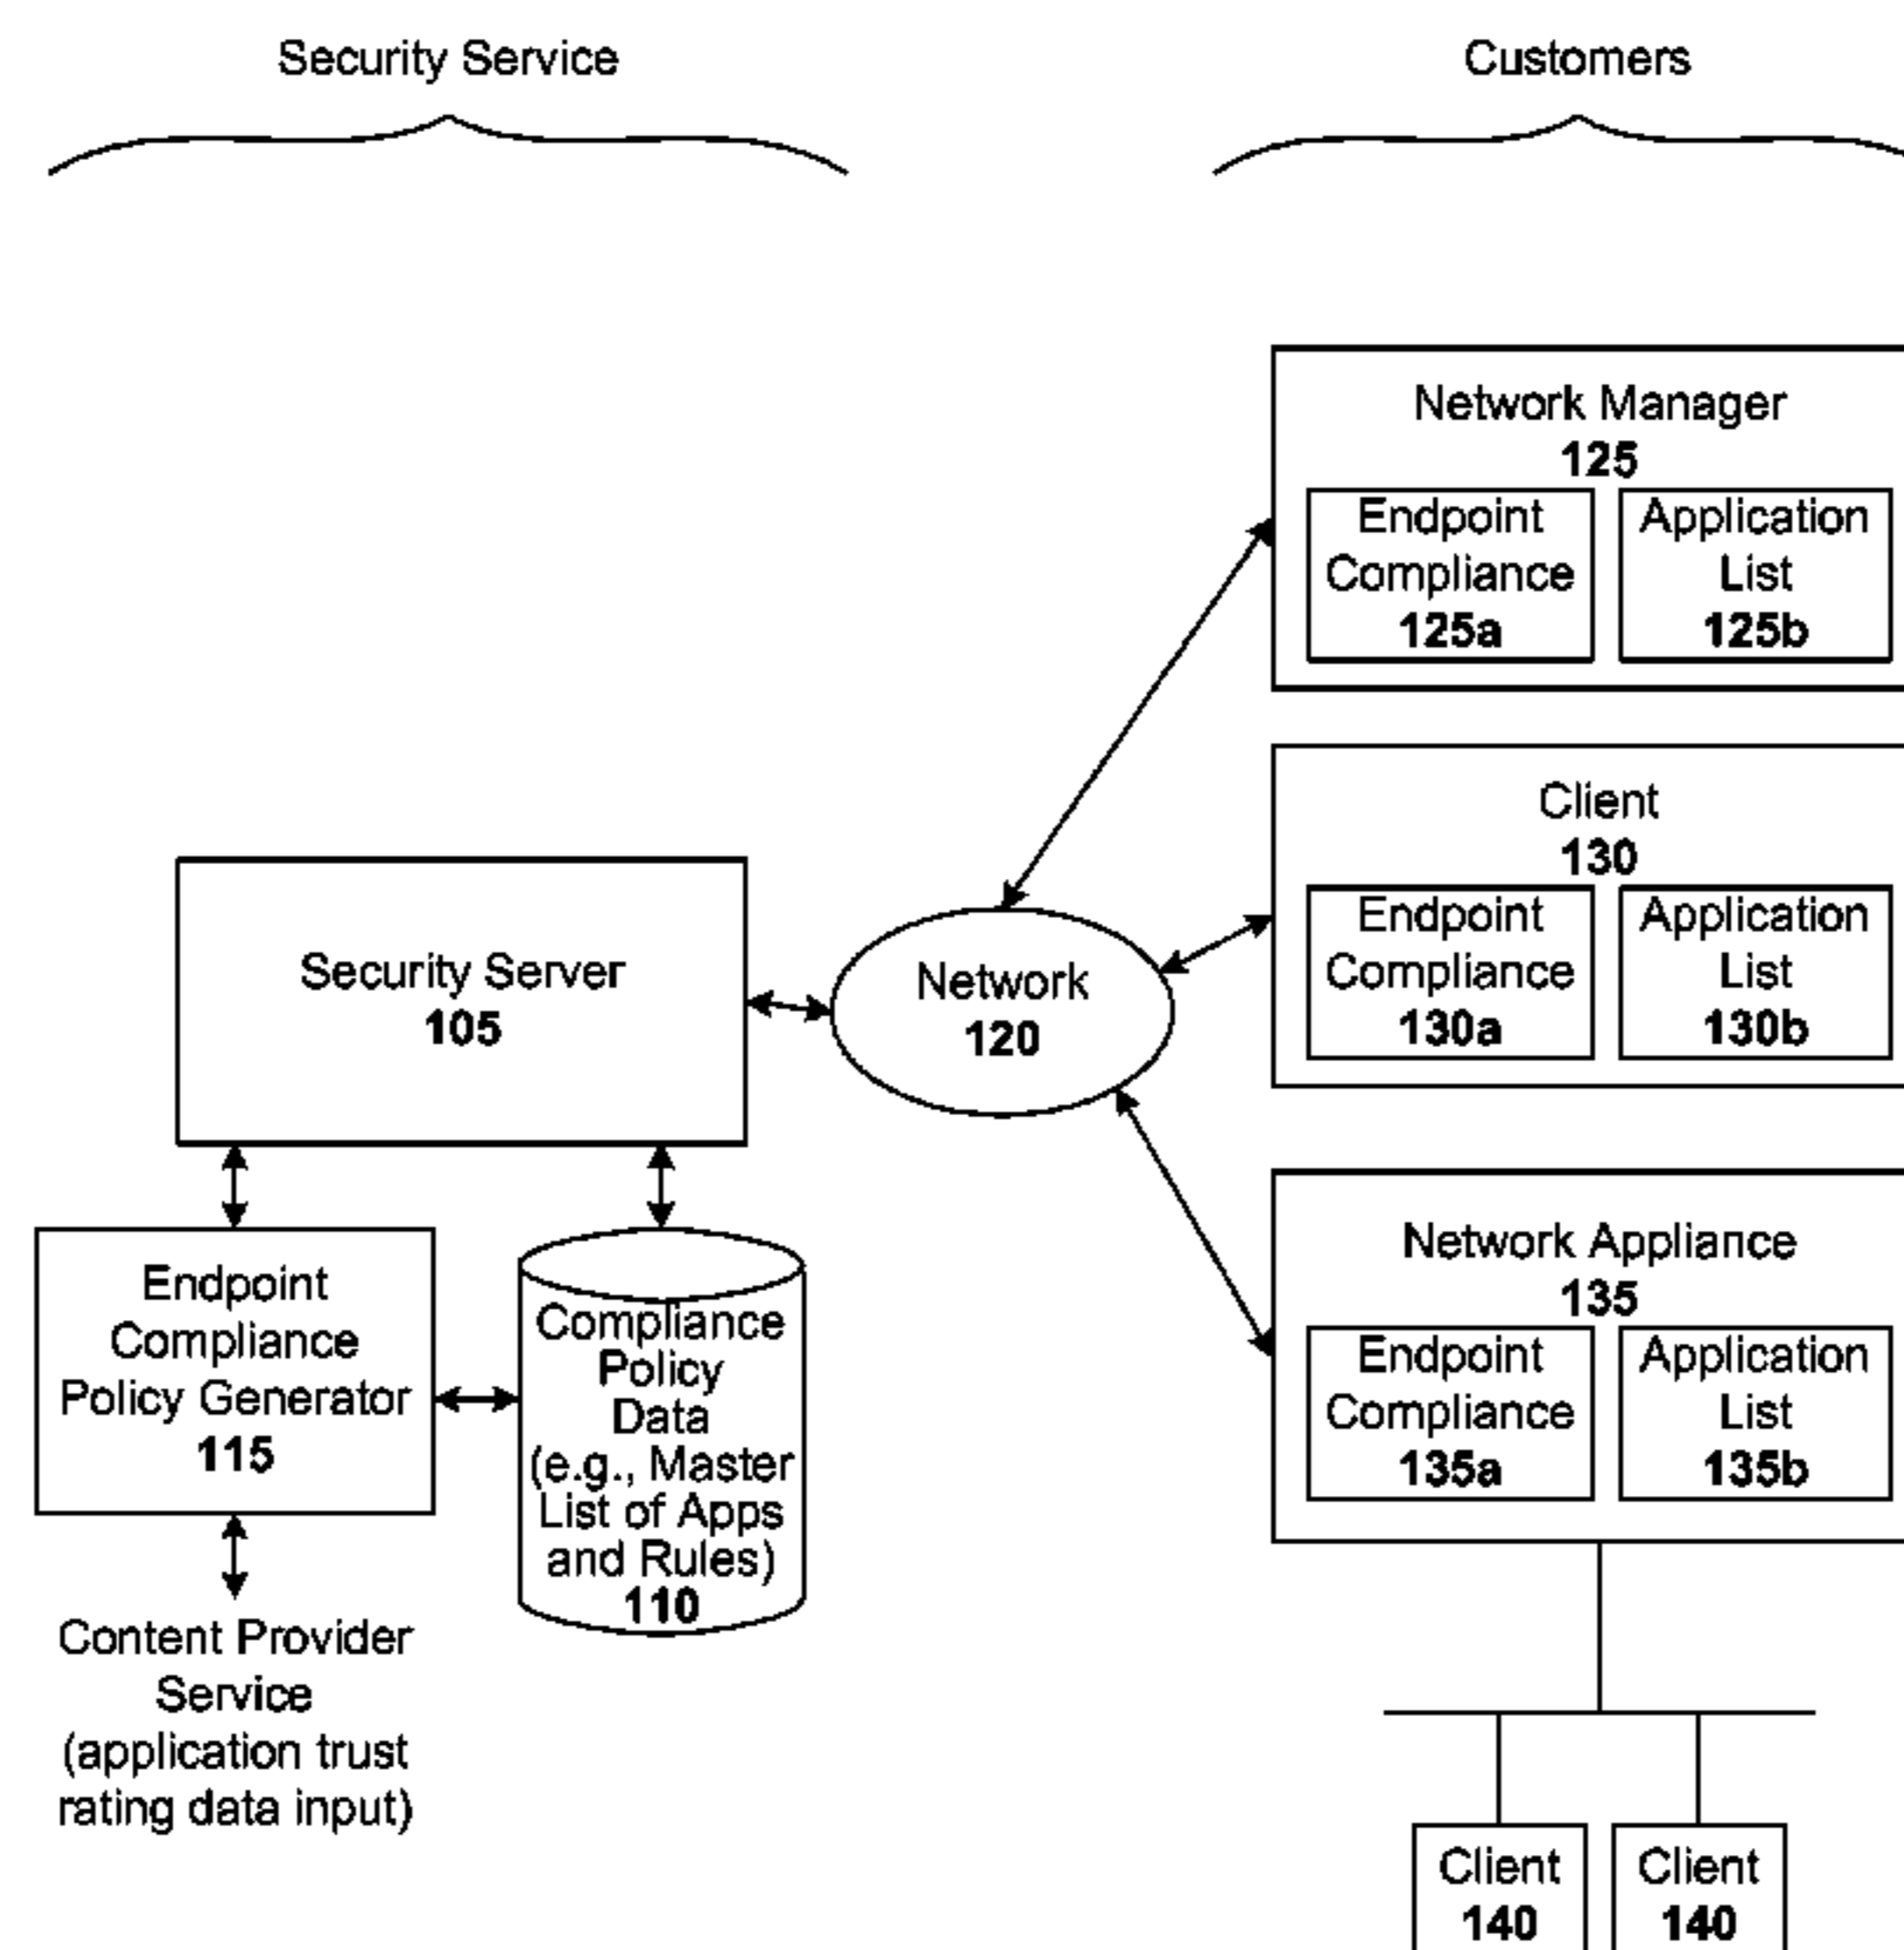 Security Service
Customers
Network Manager
125
Endpoint
Compliance
125a
Application
List
125b
Client
130
Endpoint
Compliance
130a
Application
List
130b
Security Server
105
Network
120
Network Appliance
135
Endpoint
Compliance
135a
Application
List
135b
Endpoint
Compliance
Policy Generator
115
Compliance
Policy
Data
(e.g., Master
List of Apps
and Rules)
110
Content Provider
Service
(application trust
rating data input)
Client
140
Client
140